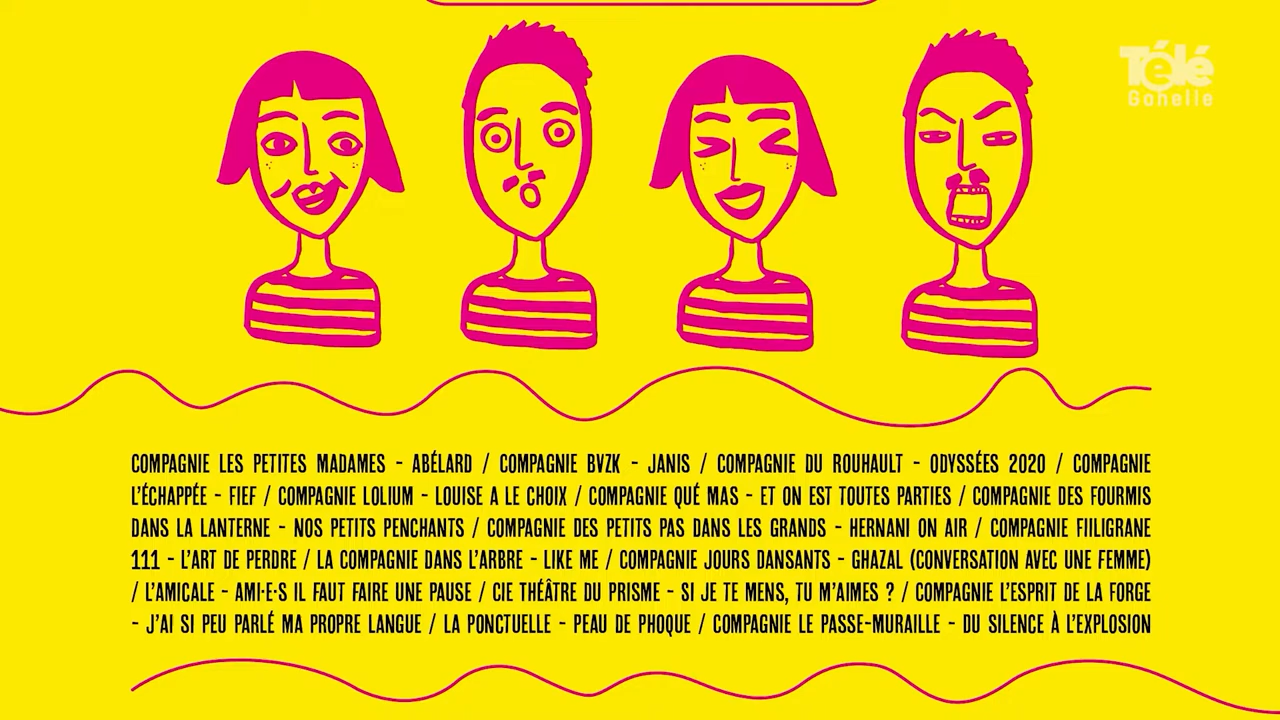 Télé
Gohelle
COMPAGNIE LES PETITES MADAMES - ABÉLARD / COMPAGNIE BVZK - JANIS / COMPAGNIE DU ROUHAULT - ODYSSÉES 2020 / COMPAGNIE
L'ÉCHAPPÉE - FIEF / COMPAGNIE LOLIUM - LOUISE A LE CHOIX / COMPAGNIE QUÉ MAS - ET ON EST TOUTES PARTIES / COMPAGNIE DES FOURMIS
DANS LA LANTERNE - NOS PETITS PENCHANTS / COMPAGNIE DES PETITS PAS DANS LES GRANDS - HERNANI ON AIR / COMPAGNIE FIILIGRANE
111 - L'ART DE PERDRE / LA COMPAGNIE DANS L'ARBRE - LIKE ME / COMPAGNIE JOURS DANSANTS - GHAZAL (CONVERSATION AVEC UNE FEMME)
/ L'AMICALE - AMI·E·S IL FAUT FAIRE UNE PAUSE / CIE THÉÂTRE DU PRISME - SI JE TE MENS, TU M'AIMES ? / COMPAGNIE L'ESPRIT DE LA FORGE
- J'AI SI PEU PARLÉ MA PROPRE LANGUE / LA PONCTUELLE - PEAU DE PHOQUE / COMPAGNIE LE PASSE-MURAILLE - DU SILENCE À L'EXPLOSION